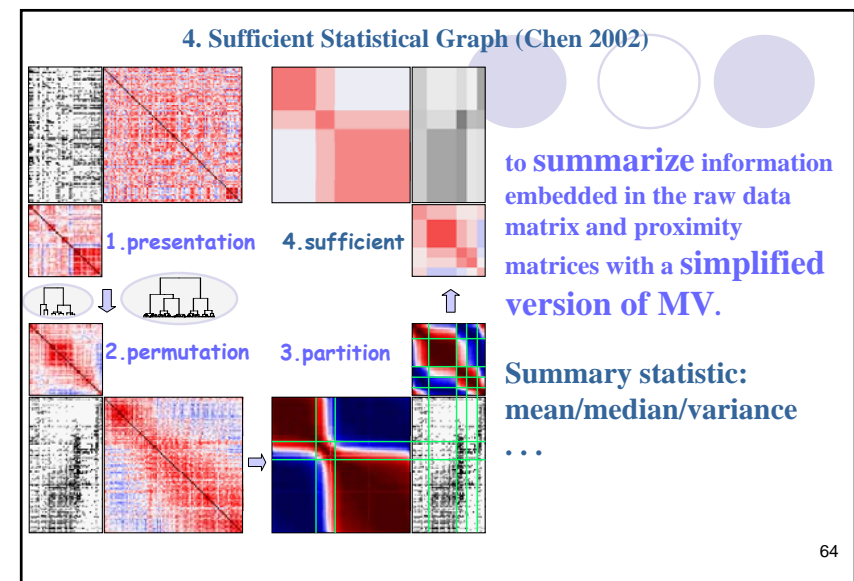 4. Sufficient Statistical Graph (Chen 2002)
1.presentation
4.sufficient
2.permutation
3.partition
to summarize information
embedded in the raw data
matrix and proximity
matrices with a simplified
version of MV.
Summary statistic:
mean/median/variance
. . .
64